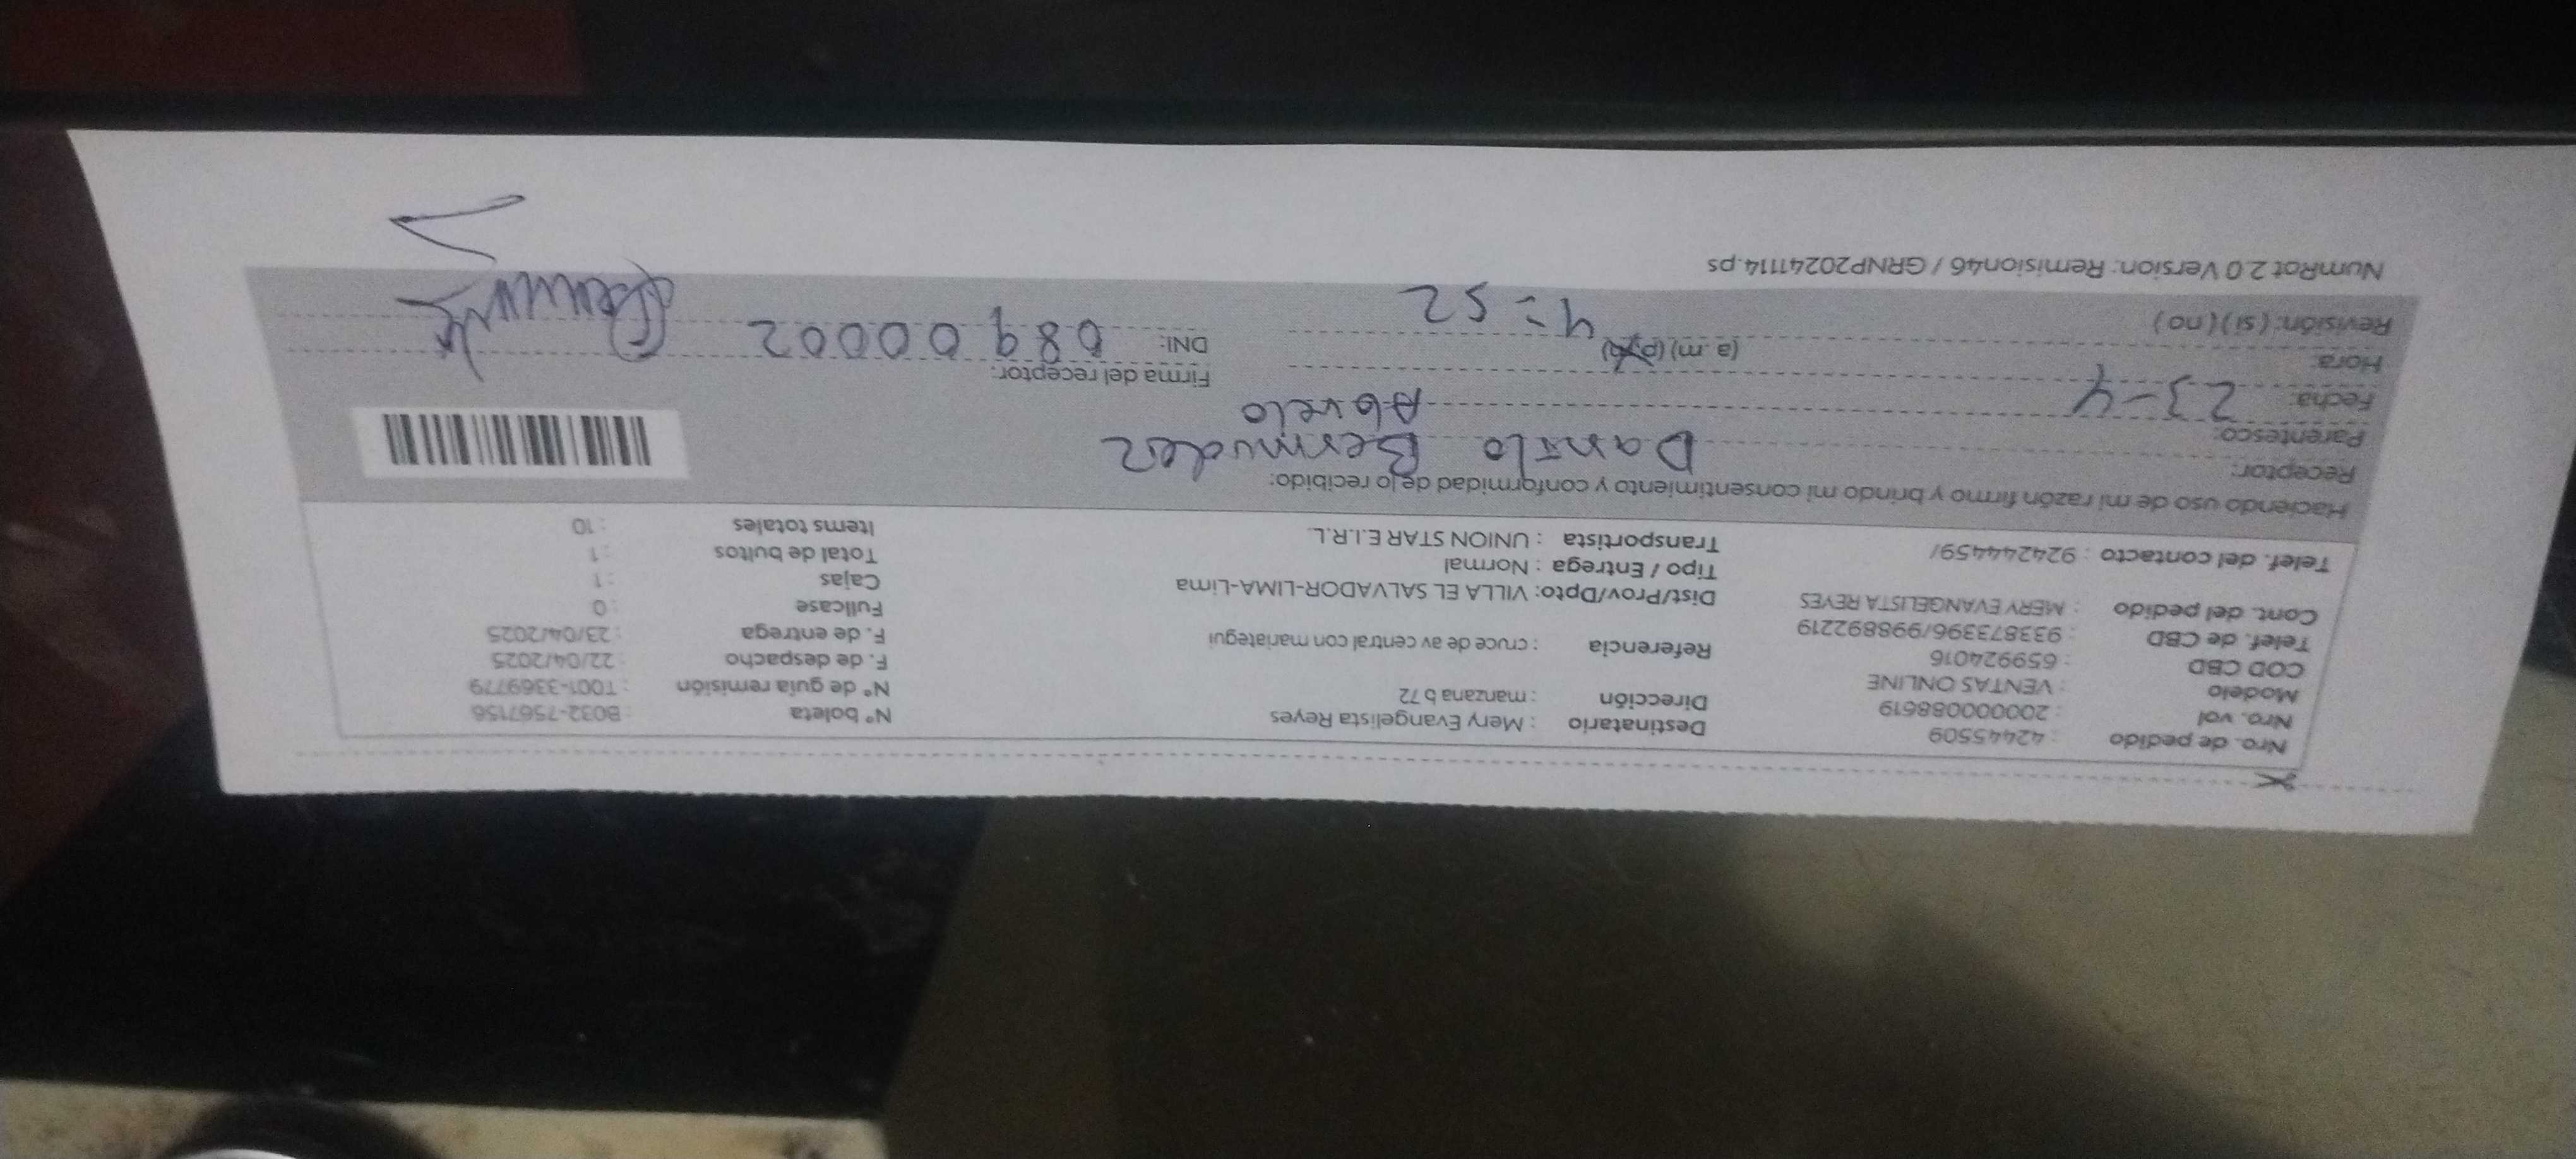 Nro. de pedido : 42445509
Nro. vol : 200000088619
Modelo : VENTAS ONLINE
COD CBD : 659924016
Telef. de CBD : 933873396/998892219
Cont. del pedido : MERY EVANGELISTA REYES
Telef. del contacto : 924244459/
Destinatario : Mery Evangelista Reyes
Dirección : manzana b 72
Referencia : cruce de av central con mariategui
Dist/Prov/Dpto: VILLA EL SALVADOR-LIMA-Lima
Tipo / Entrega : Normal
Transportista : UNION STAR E.I.R.L.
N° boleta : B032-7567156
N° de guía remisión : T001-3369779
F. de despacho : 22/04/2025
F. de entrega : 23/04/2025
Fullcase : 0
Cajas : 1
Total de bultos : 1
Items totales : 10
Haciendo uso de mi razón firmo y brindo mi consentimiento y conformidad de lo recibido:
Receptor: Danilo Bermudez
Parentesco: Abuelo
Fecha: 23-4
Hora: (a. m) (p. m) 4=52
Revisión: (si) (no)
Firma del receptor:
DNI: 08900002
NumRot 2.0 Version: Remision46 / GRNP20241114.ps